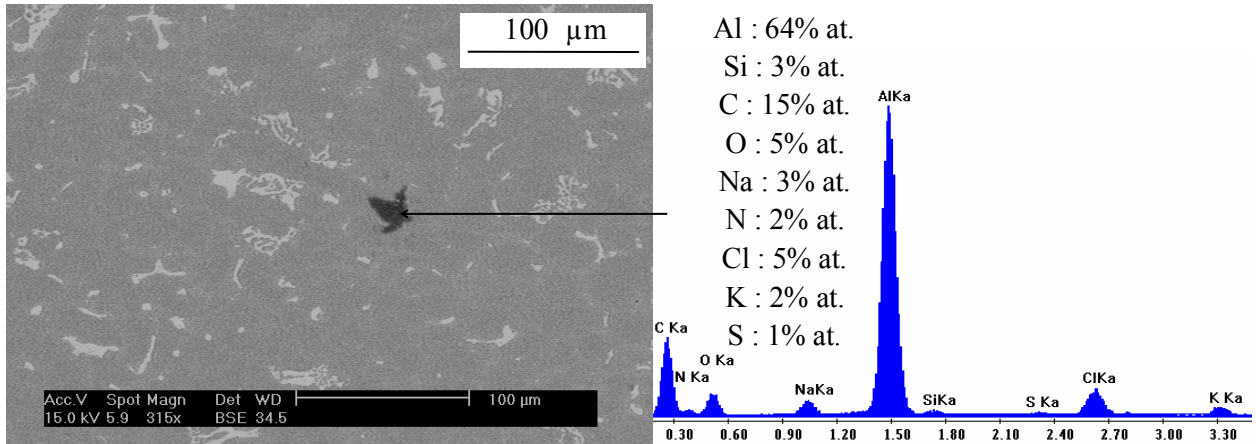 100 µm
Acc.V Spot Magn Det WD 100 µm
15.0 kV 5.9 315x BSE 34.5
Al : 64% at.
Si : 3% at.
C : 15% at.
O : 5% at.
Na : 3% at.
N : 2% at.
Cl : 5% at.
K : 2% at.
S : 1% at.
AlKa
C Ka
N Ka
O Ka
NaKa
SiKa
S Ka
ClKa
K Ka
0.30 0.60 0.90 1.20 1.50 1.80 2.10 2.40 2.70 3.00 3.30